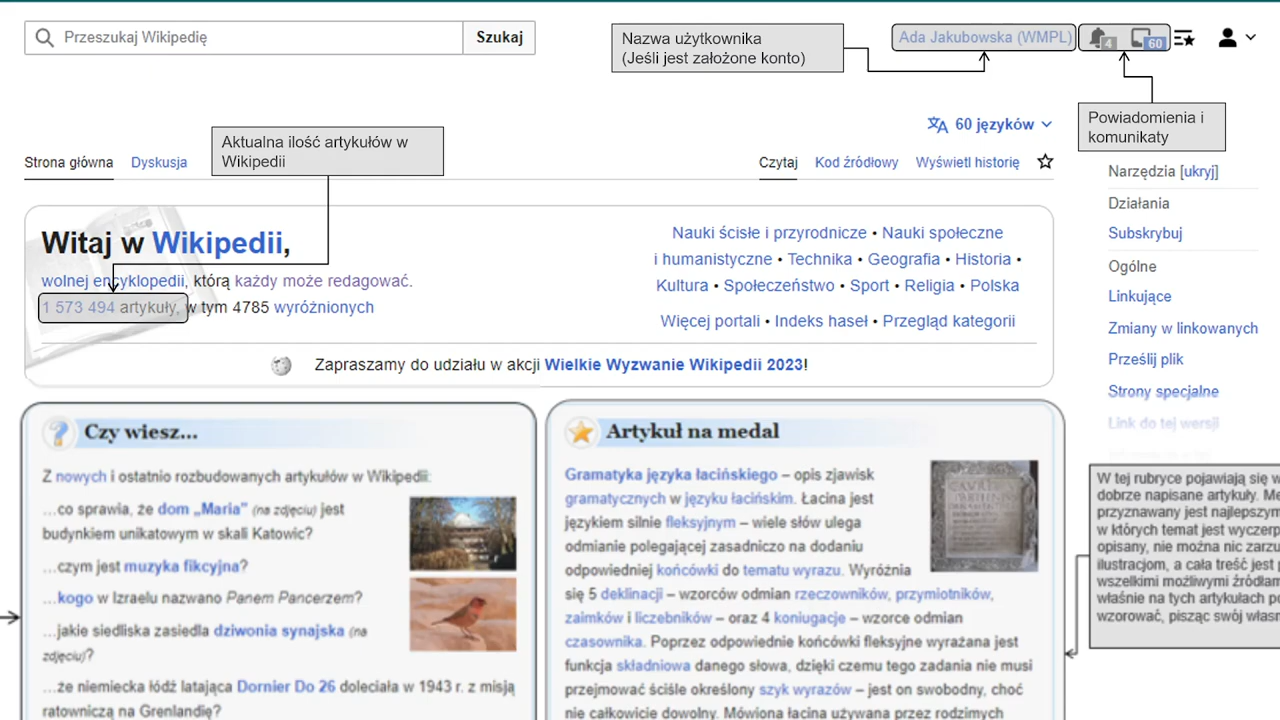 Przeszukaj Wikipedię
Szukaj
Nazwa użytkownika
(Jeśli jest założone konto)
Ada Jakubowska (WMPL)
4
60
Powiadomienia i
komunikaty
Aktualna ilość artykułów w
Wikipedii
60 języków
Strona główna
Dyskusja
Czytaj
Kod źródłowy
Wyświetl historię
Narzędzia [ukryj]
Działania
Subskrybuj
Ogólne
Linkujące
Zmiany w linkowanych
Prześlij plik
Strony specjalne
Link do tej wersji
Witaj w Wikipedii,
wolnej encyklopedii, którą każdy może redagować.
1 573 494 artykuły, w tym 4785 wyróżnionych
Nauki ścisłe i przyrodnicze • Nauki społeczne
i humanistyczne • Technika • Geografia • Historia •
Kultura • Społeczeństwo • Sport • Religia • Polska
Więcej portali • Indeks haseł • Przegląd kategorii
Zapraszamy do udziału w akcji Wielkie Wyzwanie Wikipedii 2023!
Czy wiesz...
Z nowych i ostatnio rozbudowanych artykułów w Wikipedii:
...co sprawia, że dom „Maria” (na zdjęciu) jest
budynkiem unikatowym w skali Katowic?
...czym jest muzyka fikcyjna?
...kogo w Izraelu nazwano Panem Pancerzem?
...jakie siedliska zasiedla dziwonia synajska (na
zdjęciu)?
...że niemiecka łódź latająca Dornier Do 26 doleciała w 1943 r. z misją
ratowniczą na Grenlandię?
Artykuł na medal
Gramatyka języka łacińskiego – opis zjawisk
gramatycznych w języku łacińskim. Łacina jest
językiem silnie fleksyjnym – wiele słów ulega
odmianie polegającej zasadniczo na dodaniu
odpowiedniej końcówki do tematu wyrazu. Wyróżnia
się 5 deklinacji – wzorców odmian rzeczowników, przymiotników,
zaimków i liczebników – oraz 4 koniugacje – wzorce odmian
czasownika. Poprzez odpowiednie końcówki fleksyjne wyrażana jest
funkcja składniowa danego słowa, dzięki czemu tego zadania nie musi
przejmować ściśle określony szyk wyrazów – jest on swobodny, choć
nie całkowicie dowolny. Mówiona łacina używana przez rodzimych
W tej rubryce pojawiają się w
dobrze napisane artykuły. Me
przyznawany jest najlepszym
w których temat jest wyczerp
opisany, nie można nic zarzu
ilustracjom, a cała treść jest p
wszelkimi możliwymi źródłam
właśnie na tych artykułach po
wzorować, pisząc swój włas